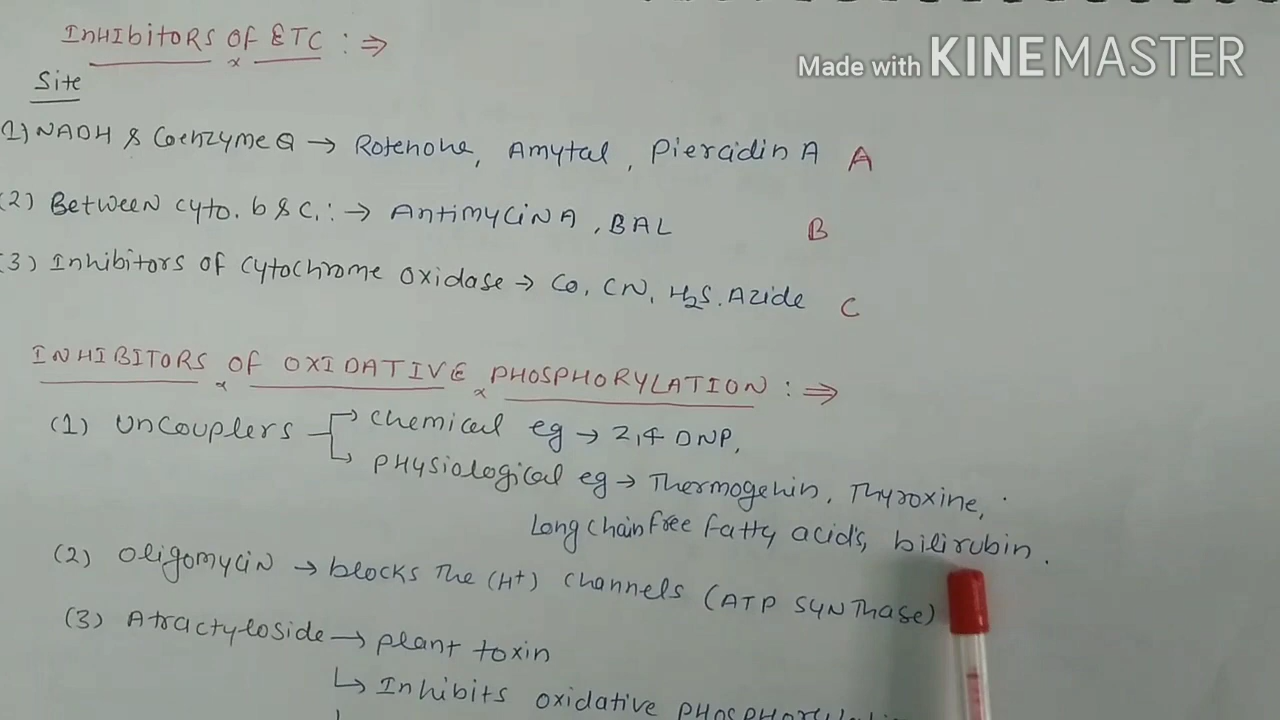 INHIbitoRS Of ETC : ⇒
Made with KINEMASTER
Site
1) NADH & Coenzyme Q → Rotenone, Amytal, Piericidin A A
(2) Between cyto. b & C₁ : → Antimycin A, BAL B
(3) Inhibitors of cytochrome oxidase → Co, CN, H₂S, Azide C
INHIBITORS OF OXIDATIVE PHOSPHORYLATION : ⇒
(1) Uncouplers → chemical eg → 2,4 DNP,
↳ PHysiological eg → Thermogenin, Thyroxine,
Long chain free fatty acids, bilirubin.
(2) Oligomycin → blocks The (H⁺) channels (ATP SYNThase)
(3) Atractyloside → plant toxin
↳ Inhibits oxidative